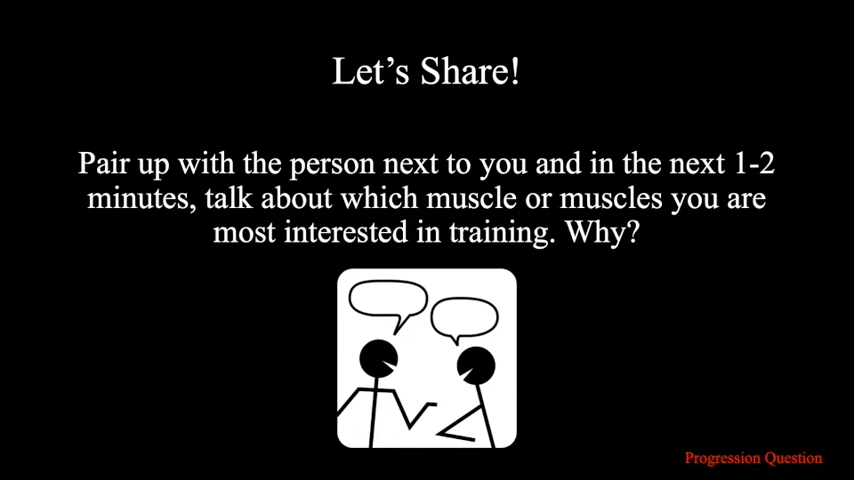 Let’s Share!
Pair up with the person next to you and in the next 1-2
minutes, talk about which muscle or muscles you are
most interested in training. Why?
Progression Question